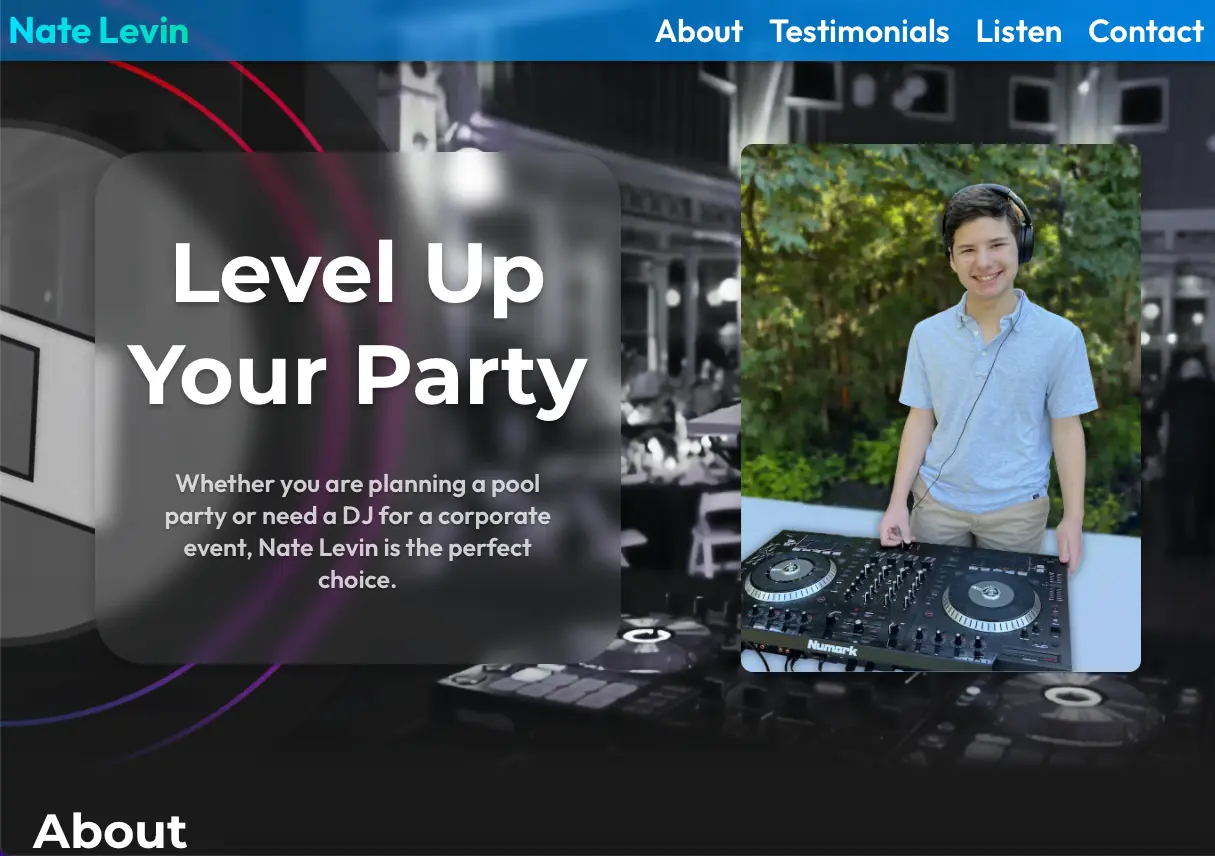 Nate Levin
About Testimonials Listen Contact
Level Up
Your Party
Whether you are planning a pool
party or need a DJ for a corporate
event, Nate Levin is the perfect
choice.
Numark
About